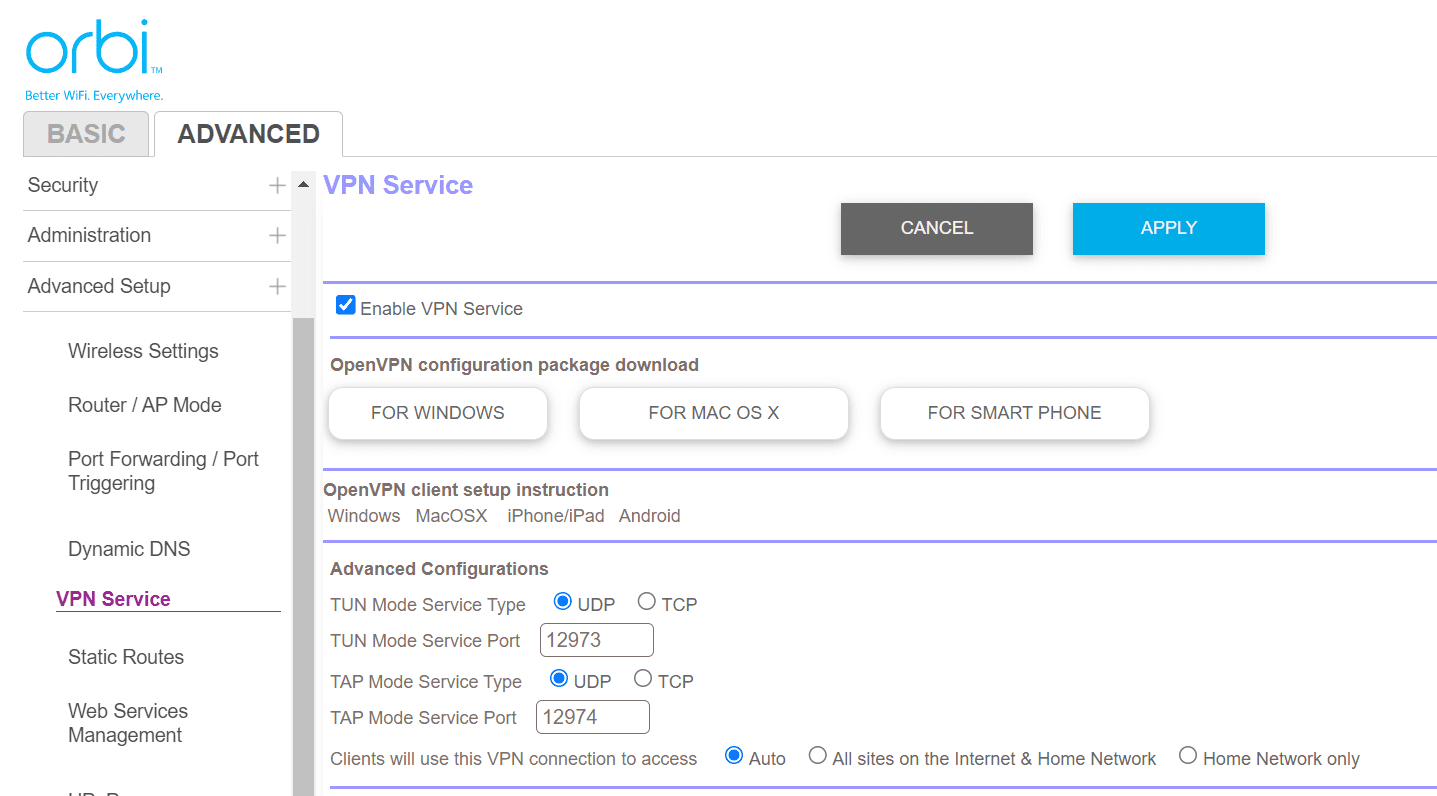 orbi™
Better WiFi. Everywhere.
BASIC
ADVANCED
Security
Administration
Advanced Setup
Wireless Settings
Router / AP Mode
Port Forwarding / Port
Triggering
Dynamic DNS
VPN Service
Static Routes
Web Services
Management
VPN Service
CANCEL
APPLY
Enable VPN Service
OpenVPN configuration package download
FOR WINDOWS
FOR MAC OS X
FOR SMART PHONE
OpenVPN client setup instruction
Windows MacOSX iPhone/iPad Android
Advanced Configurations
TUN Mode Service Type UDP TCP
TUN Mode Service Port 12973
TAP Mode Service Type UDP TCP
TAP Mode Service Port 12974
Clients will use this VPN connection to access Auto All sites on the Internet & Home Network Home Network only